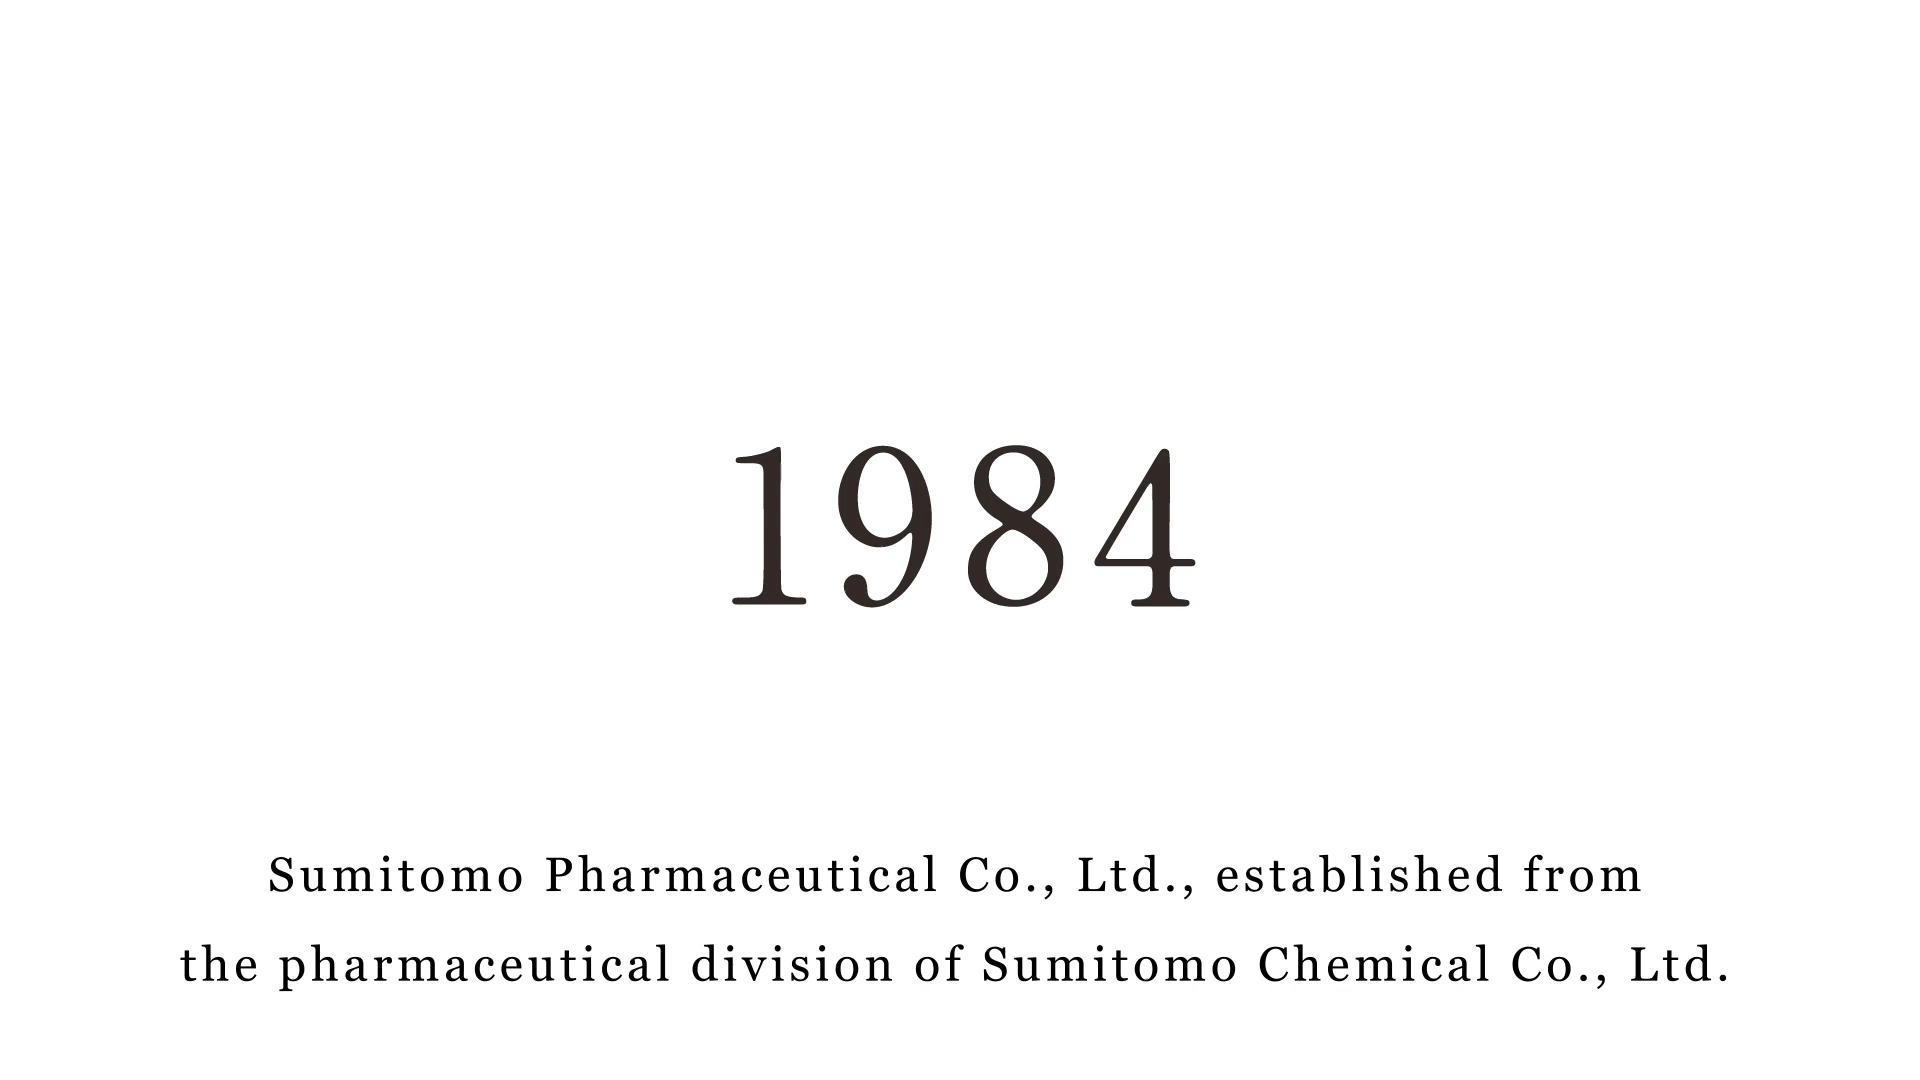 1984
Sumitomo Pharmaceutical Co., Ltd., established from
the pharmaceutical division of Sumitomo Chemical Co., Ltd.